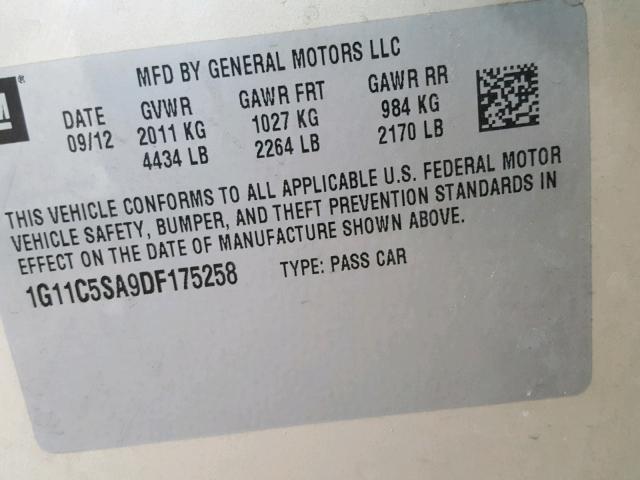 MFD BY GENERAL MOTORS LLC
DATE GVWR GAWR FRT GAWR RR
09/12 2011 KG 1027 KG 984 KG
4434 LB 2264 LB 2170 LB
THIS VEHICLE CONFORMS TO ALL APPLICABLE U.S. FEDERAL MOTOR
VEHICLE SAFETY, BUMPER, AND THEFT PREVENTION STANDARDS IN
EFFECT ON THE DATE OF MANUFACTURE SHOWN ABOVE.
1G11C5SA9DF175258 TYPE: PASS CAR